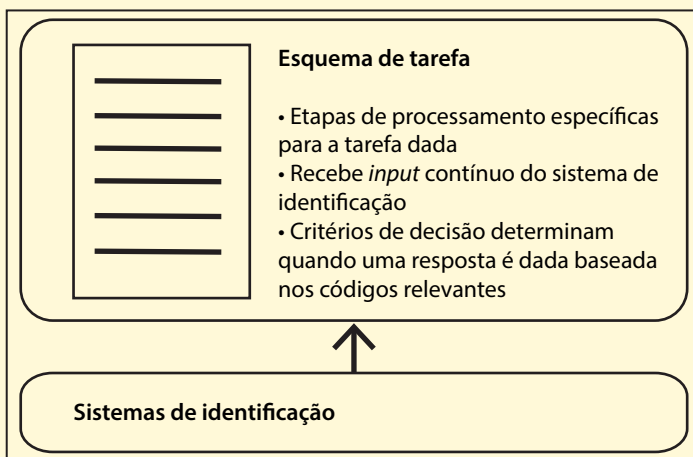 Esquema de tarefa
• Etapas de processamento específicas
para a tarefa dada
• Recebe input contínuo do sistema de
identificação
• Critérios de decisão determinam
quando uma resposta é dada baseada
nos códigos relevantes
Sistemas de identificação